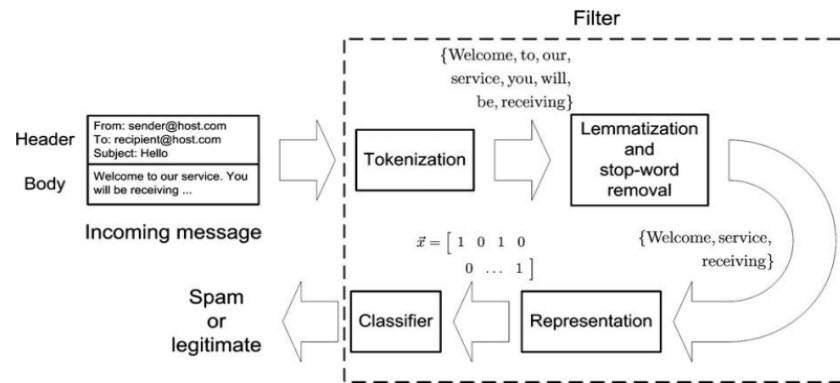 Filter
{Welcome, to, our,
service, you, will,
be, receiving}
Header
From: sender@host.com
To: recipient@host.com
Subject: Hello
Body
Welcome to our service. You
will be receiving ...
Incoming message
Tokenization
Lemmatization
and
stop-word
removal
{Welcome, service,
receiving}
Representation
x⃗ = [ 1 0 1 0
0 … 1 ]
Classifier
Spam
or
legitimate